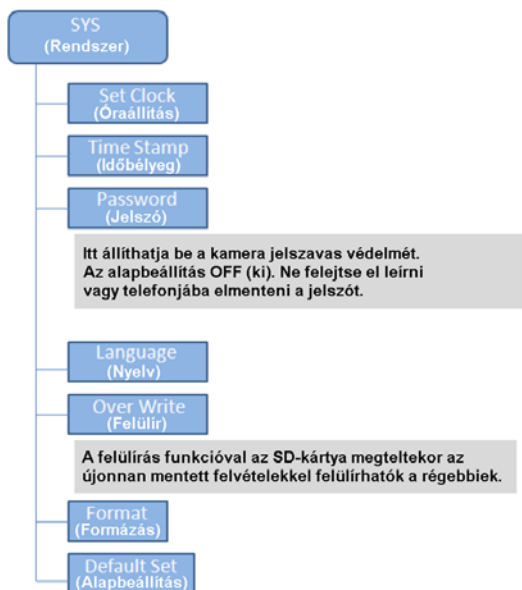 SYS
(Rendszer)
Set Clock
(Óraállítás)
Time Stamp
(Időbélyeg)
Password
(Jelszó)
Itt állíthatja be a kamera jelszavas védelmét.
Az alapbeállítás OFF (ki). Ne felejtse el leírni
vagy telefonjába elmenteni a jelszót.
Language
(Nyelv)
Over Write
(Felülír)
A felülírás funkcióval az SD-kártya megteltekor az
újonnan mentett felvételekkel felülírhatók a régebbiek.
Format
(Formázás)
Default Set
(Alapbeállítás)